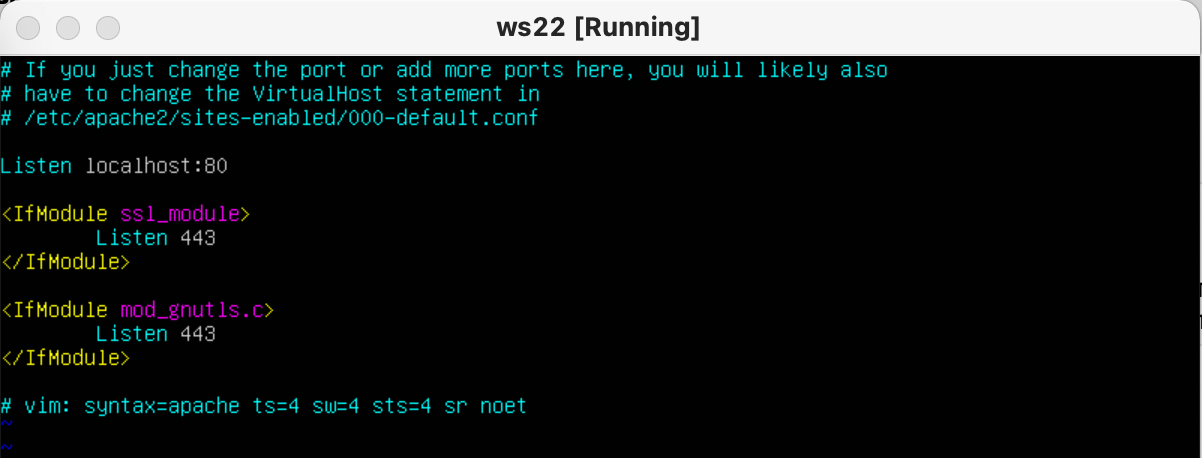 ws22 [Running]
# If you just change the port or add more ports here, you will likely also
# have to change the VirtualHost statement in
# /etc/apache2/sites-enabled/000-default.conf
Listen localhost:80
<IfModule ssl_module>
Listen 443
</IfModule>
<IfModule mod_gnutls.c>
Listen 443
</IfModule>
# vim: syntax=apache ts=4 sw=4 sts=4 sr noet
~
~